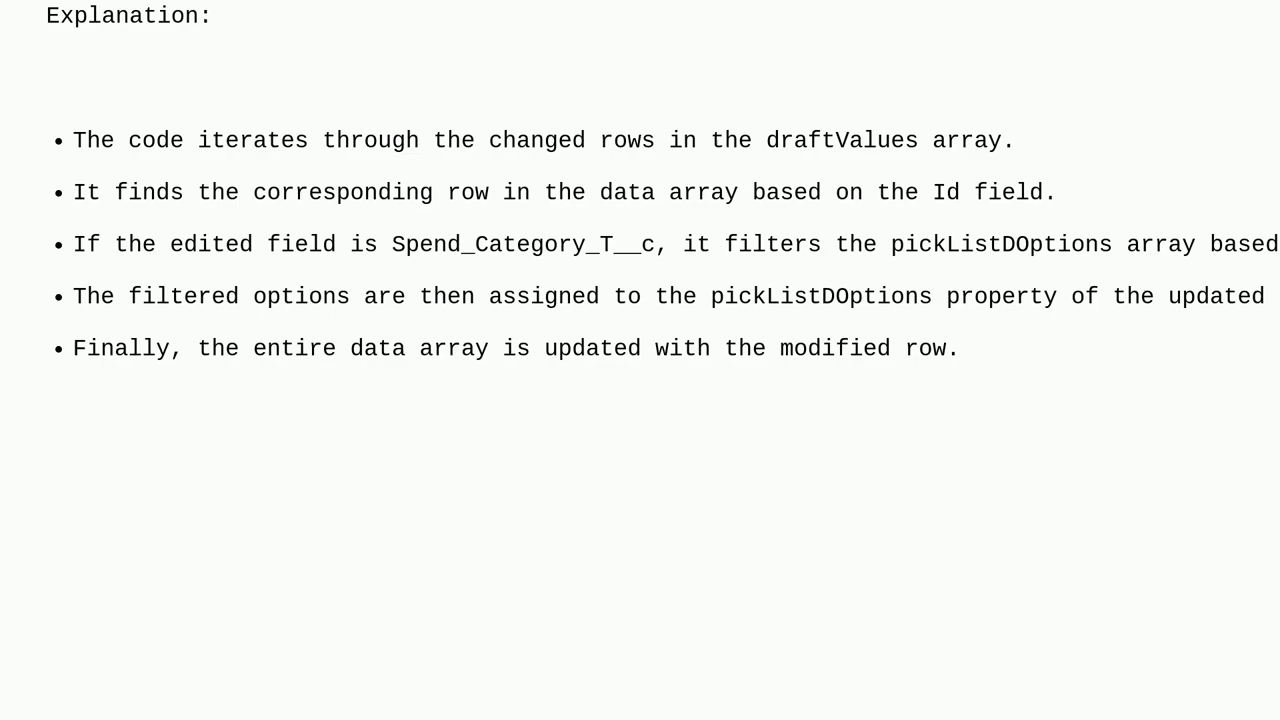 Explanation:
• The code iterates through the changed rows in the draftValues array.
• It finds the corresponding row in the data array based on the Id field.
• If the edited field is Spend_Category_T__c, it filters the pickListDOptions array based
• The filtered options are then assigned to the pickListDOptions property of the updated
• Finally, the entire data array is updated with the modified row.